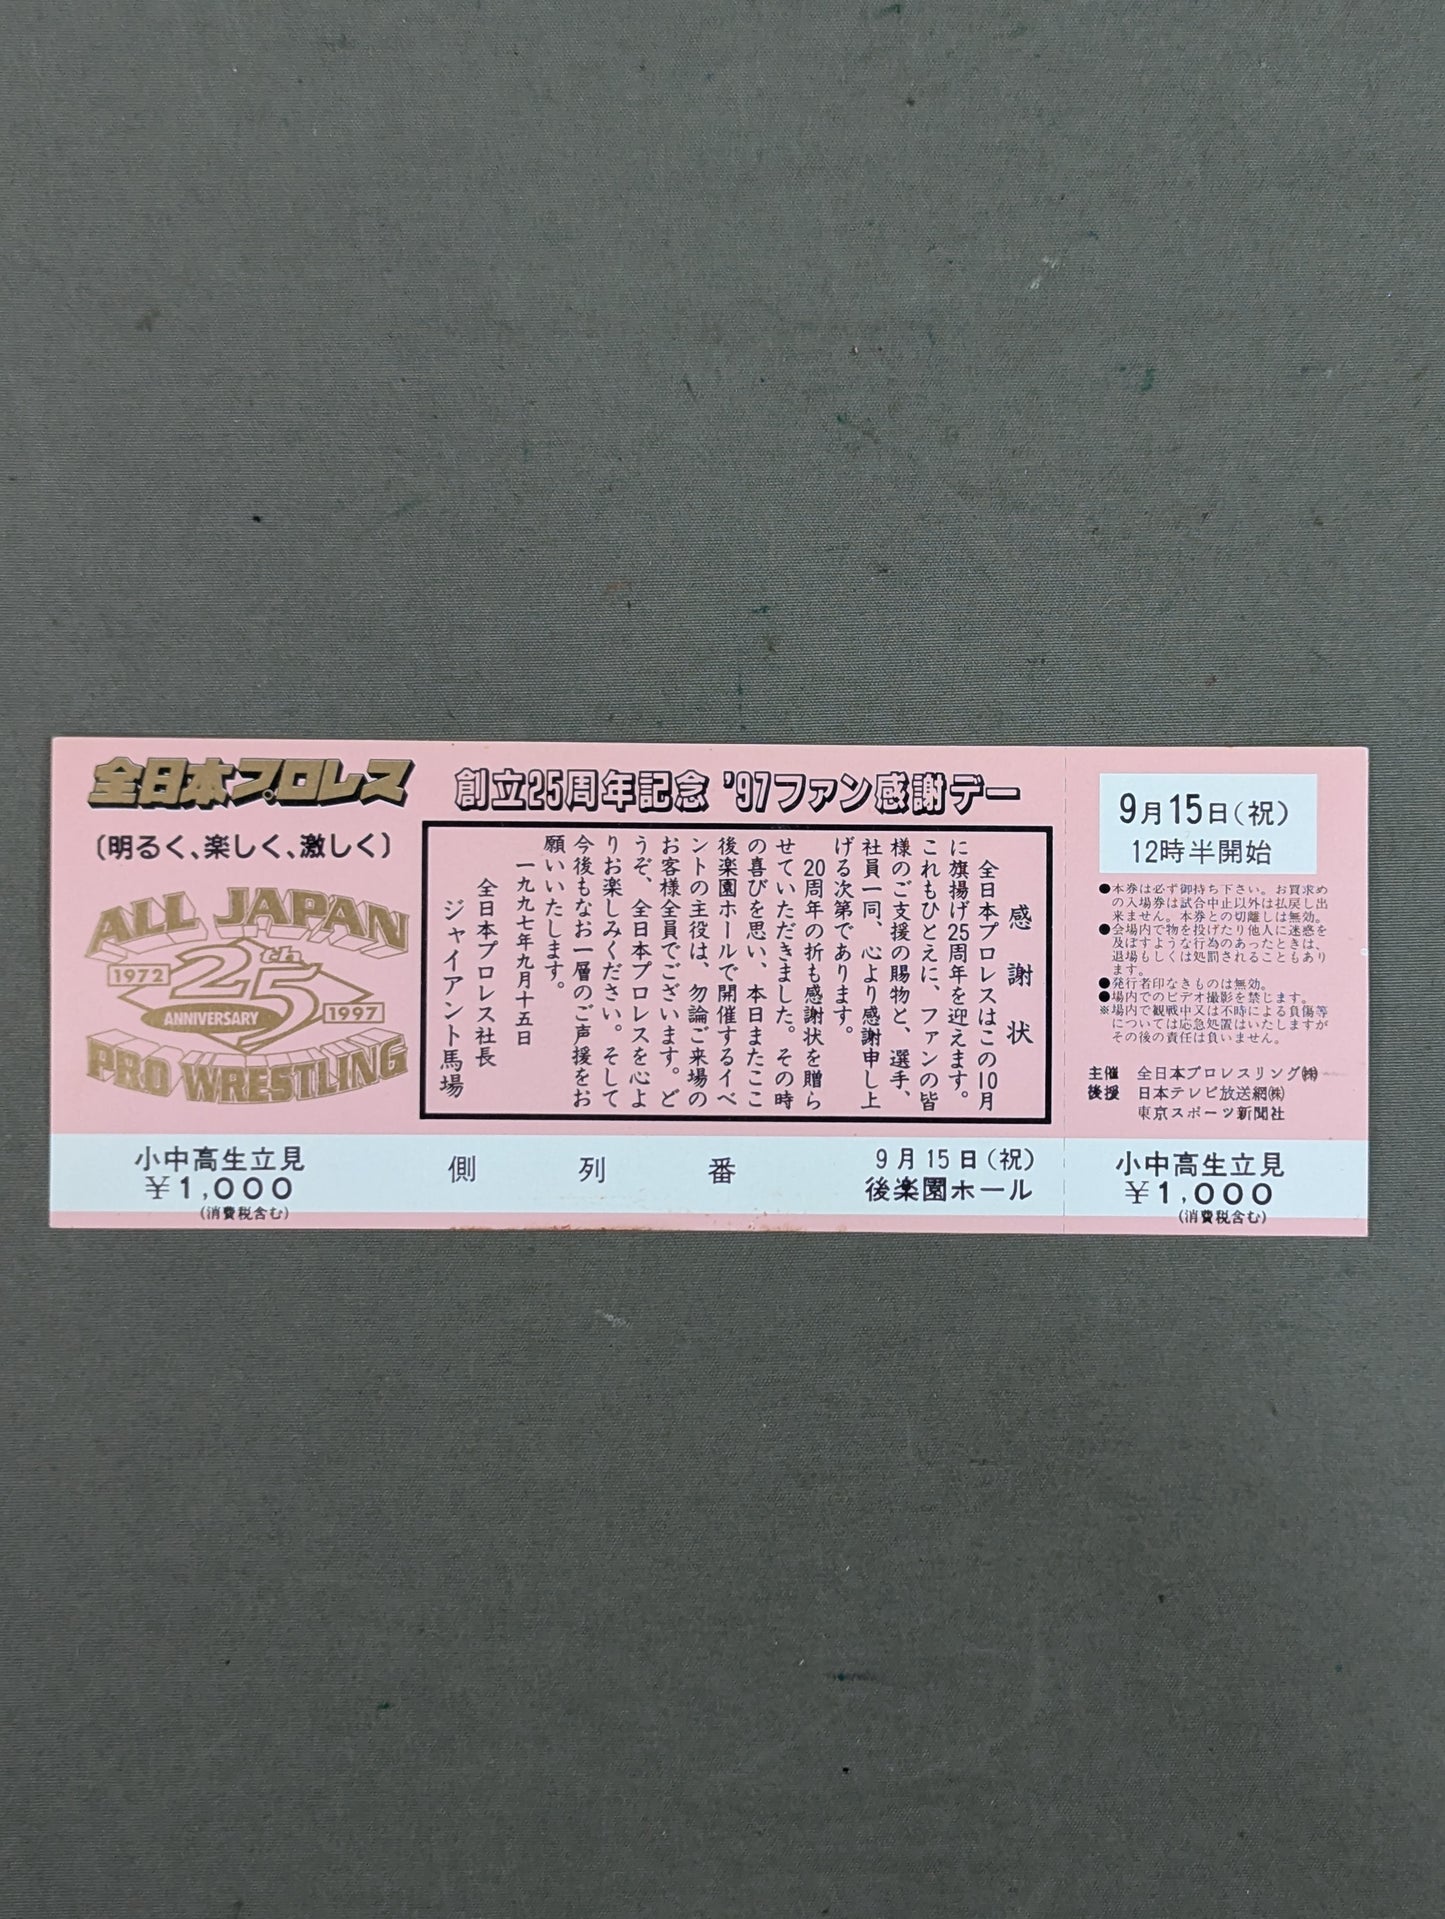 全日本プロレス
〔明るく、楽しく、激しく〕
ALL JAPAN
25th
1972
ANNIVERSARY
1997
PRO WRESTLING
創立25周年記念 '97ファン感謝デー
感謝状
全日本プロレスはこの10月
に旗揚げ25周年を迎えます。
これもひとえに、ファンの皆
様のご支援の賜物と、選手、
社員一同、心より感謝申し上
げる次第であります。
20周年の折も感謝状を贈ら
せていただきました。その時
の喜びを思い、本日またここ
後楽園ホールで開催するイベ
ントの主役は、勿論ご来場の
お客様全員でございます。ど
うぞ、全日本プロレスを心よ
りお楽しみください。そして
今後もなお一層のご声援をお
願いいたします。
一九九七年九月十五日
全日本プロレス社長
ジャイアント馬場
小中高生立見
￥1,000
(消費税含む)
側 列 番
9月15日(祝)
後楽園ホール
9月15日(祝)
12時半開始
●本券は必ず御持ち下さい。お買求め
の入場券は試合中止以外は払戻し出
来ません。本券との切離しは無効。
●会場内で物を投げたり他人に迷惑を
及ぼすような行為のあったときは、
退場もしくは処罰されることもあり
ます。
●発行者印なきものは無効。
●場内でのビデオ撮影を禁じます。
※場内で観戦中又は不時による負傷等
については応急処置はいたしますが
その後の責任は負いません。
主催 全日本プロレスリング㈱
後援 日本テレビ放送網㈱
東京スポーツ新聞社
小中高生立見
￥1,000
(消費税含む)